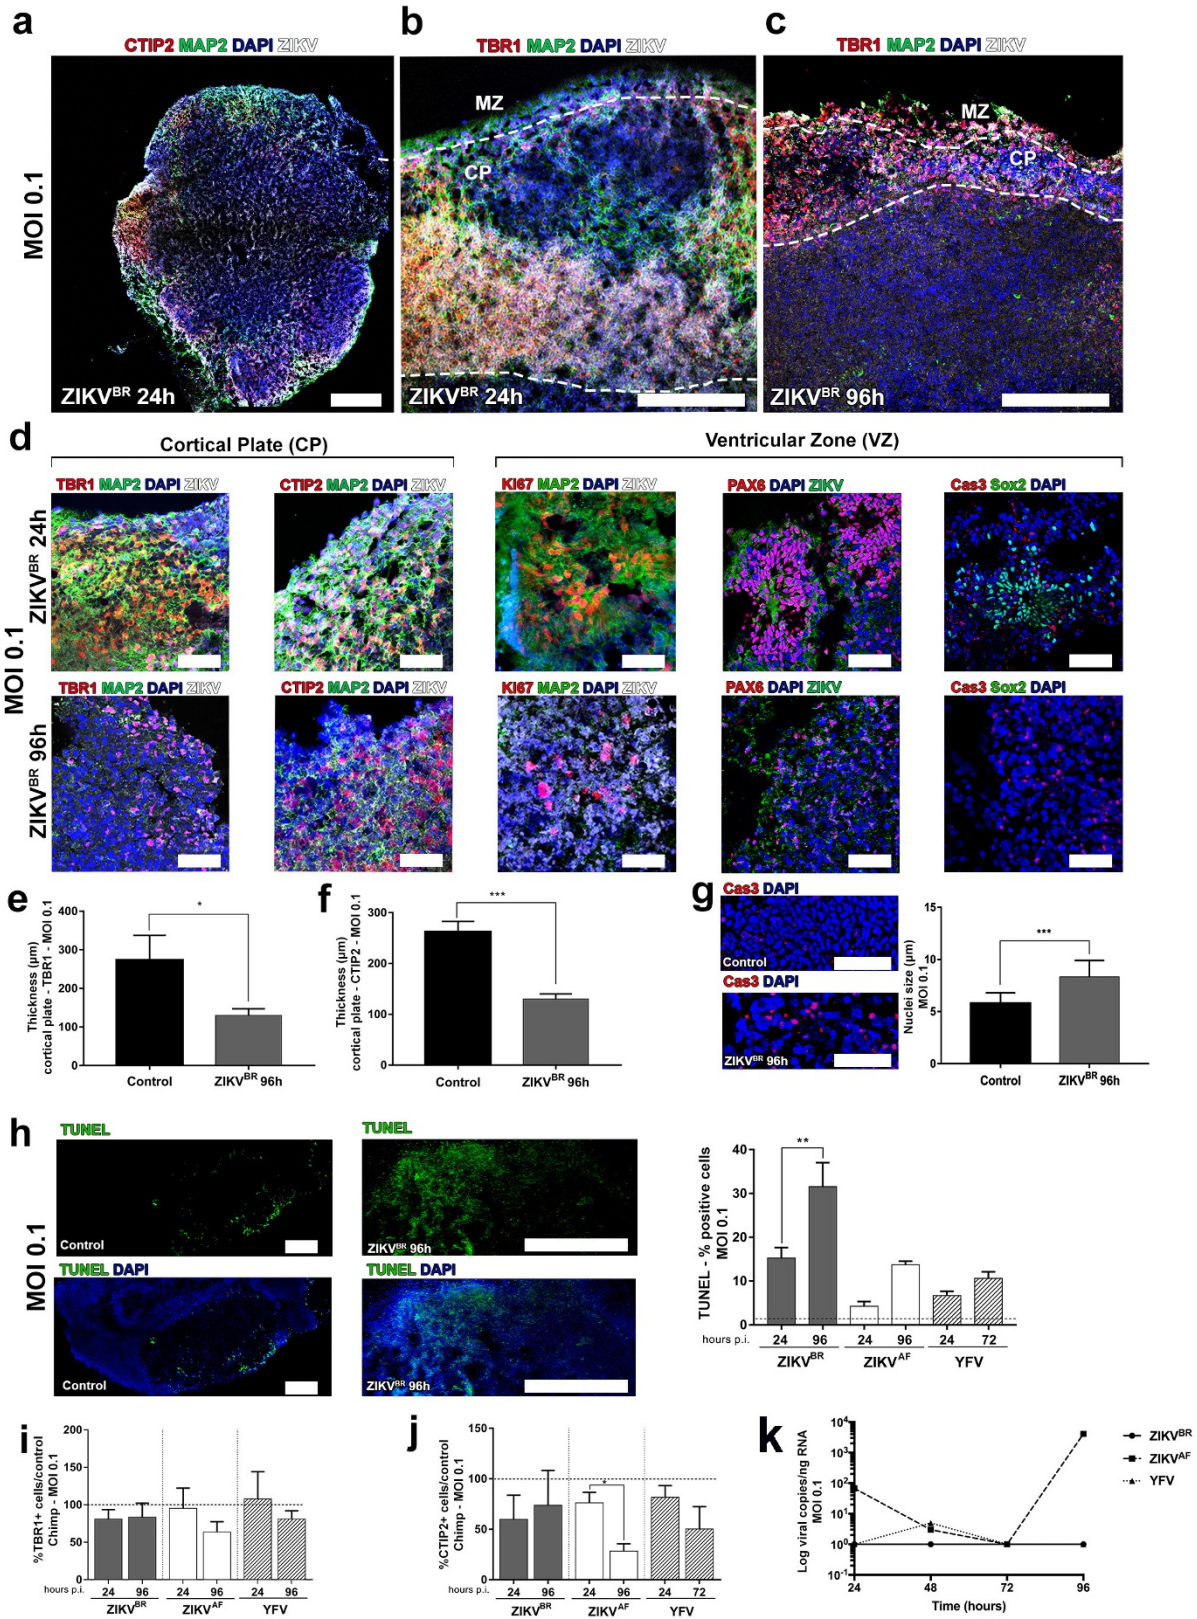 a
CTIP2 MAP2 DAPI ZIKV
b
TBR1 MAP2 DAPI ZIKV
c
TBR1 MAP2 DAPI ZIKV
MOI 0.1
MZ
CP
MZ
CP
ZIKVBR 24h
ZIKVBR 24h
ZIKVBR 96h
d
Cortical Plate (CP)
Ventricular Zone (VZ)
MOI 0.1
ZIKVBR 24h
TBR1 MAP2 DAPI ZIKV
CTIP2 MAP2 DAPI ZIKV
KI67 MAP2 DAPI ZIKV
PAX6 DAPI ZIKV
Cas3 Sox2 DAPI
ZIKVBR 96h
TBR1 MAP2 DAPI ZIKV
CTIP2 MAP2 DAPI ZIKV
KI67 MAP2 DAPI ZIKV
PAX6 DAPI ZIKV
Cas3 Sox2 DAPI
e
Thickness (µm)
cortical plate - TBR1 - MOI 0.1
400
300
200
100
0
*
Control
ZIKVBR 96h
f
Thickness (µm)
cortical plate - CTIP2 - MOI 0.1
300
200
100
0
***
Control
ZIKVBR 96h
g
Cas3 DAPI
Control
Cas3 DAPI
ZIKVBR 96h
Nuclei size (µm)
MOI 0.1
15
10
5
0
***
Control
ZIKVBR 96h
h
MOI 0.1
TUNEL
Control
TUNEL
ZIKVBR 96h
TUNEL DAPI
Control
TUNEL DAPI
ZIKVBR 96h
TUNEL - % positive cells
MOI 0.1
40
30
20
10
0
**
hours p.i.
24 96 24 96 24 72
ZIKVBR ZIKVAF YFV
i
%TBR1+ cells/control
Chimp - MOI 0.1
200
150
100
50
0
hours p.i.
24 96 24 96 24 96
ZIKVBR ZIKVAF YFV
j
%CTIP2+ cells/control
Chimp - MOI 0.1
150
100
50
0
*
hours p.i.
24 96 24 96 24 72
ZIKVBR ZIKVAF YFV
k
Log viral copies/ng RNA
MOI 0.1
10^4
10^3
10^2
10^1
10^0
10^-1
24 48 72 96
Time (hours)
ZIKVBR
ZIKVAF
YFV